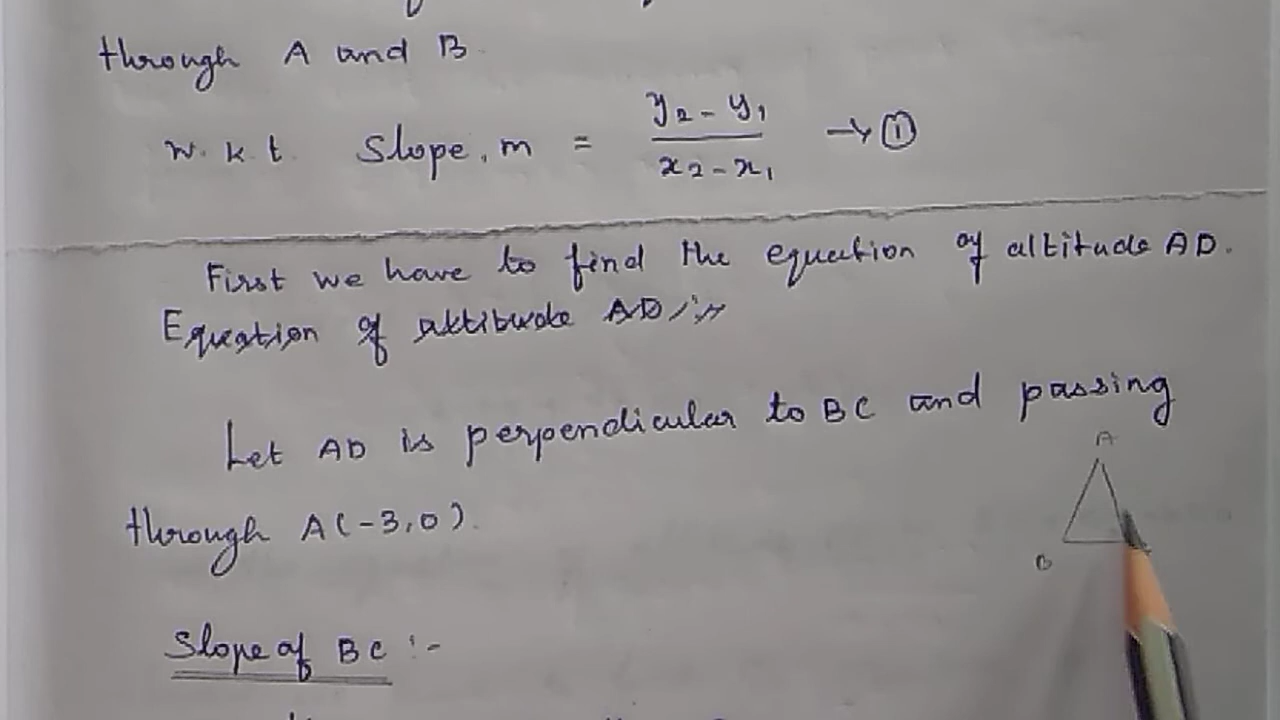 through A and B
w.k.t. Slope, m = y2 - y1 / x2 - x1 → ①
First we have to find the equation of altitude AD.
Equation of altitude AD is
Let AD is perpendicular to BC and passing
A
through A(-3,0).
B
Slope of BC :-